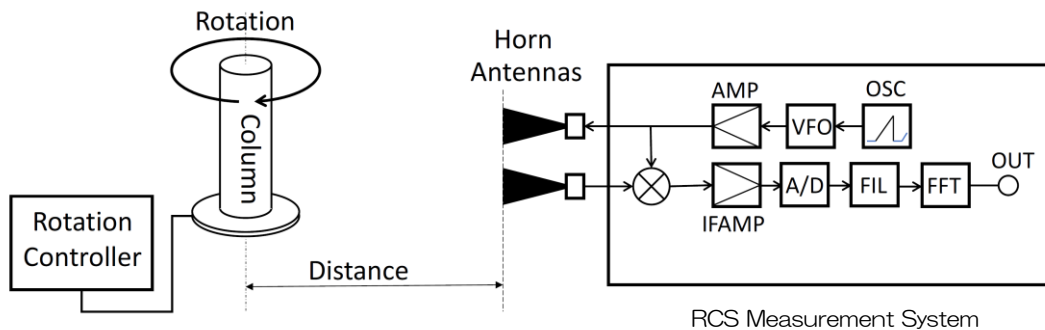 Rotation
Column
Rotation
Controller
Distance
Horn
Antennas
AMP
VFO
OSC
IFAMP
A/D
FIL
FFT
OUT
RCS Measurement System